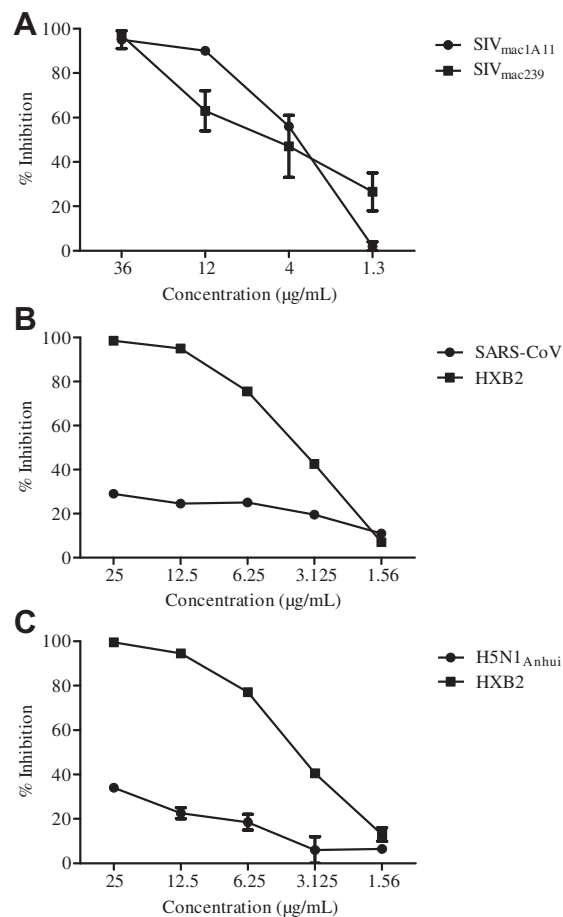 A
100
80
60
40
20
0
% Inhibition
36 12 4 1.3
Concentration (µg/mL)
SIVmac1A11
SIVmac239
B
100
80
60
40
20
0
% Inhibition
25 12.5 6.25 3.125 1.56
Concentration (µg/mL)
SARS-CoV
HXB2
C
100
80
60
40
20
0
% Inhibition
25 12.5 6.25 3.125 1.56
Concentration (µg/mL)
H5N1Anhui
HXB2